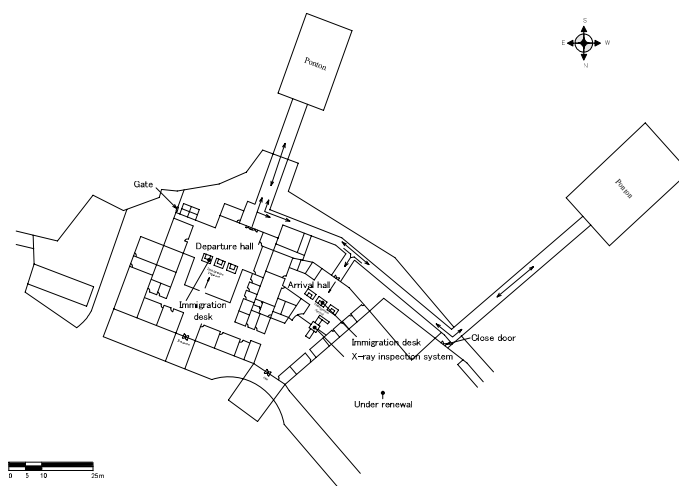 S
E
W
N
Ponton
Ponton
Gate
Departure hall
Immigration
desk
Arrival hall
Immigration desk
X-ray inspection system
Close door
Under renewal
0 5 10 25m